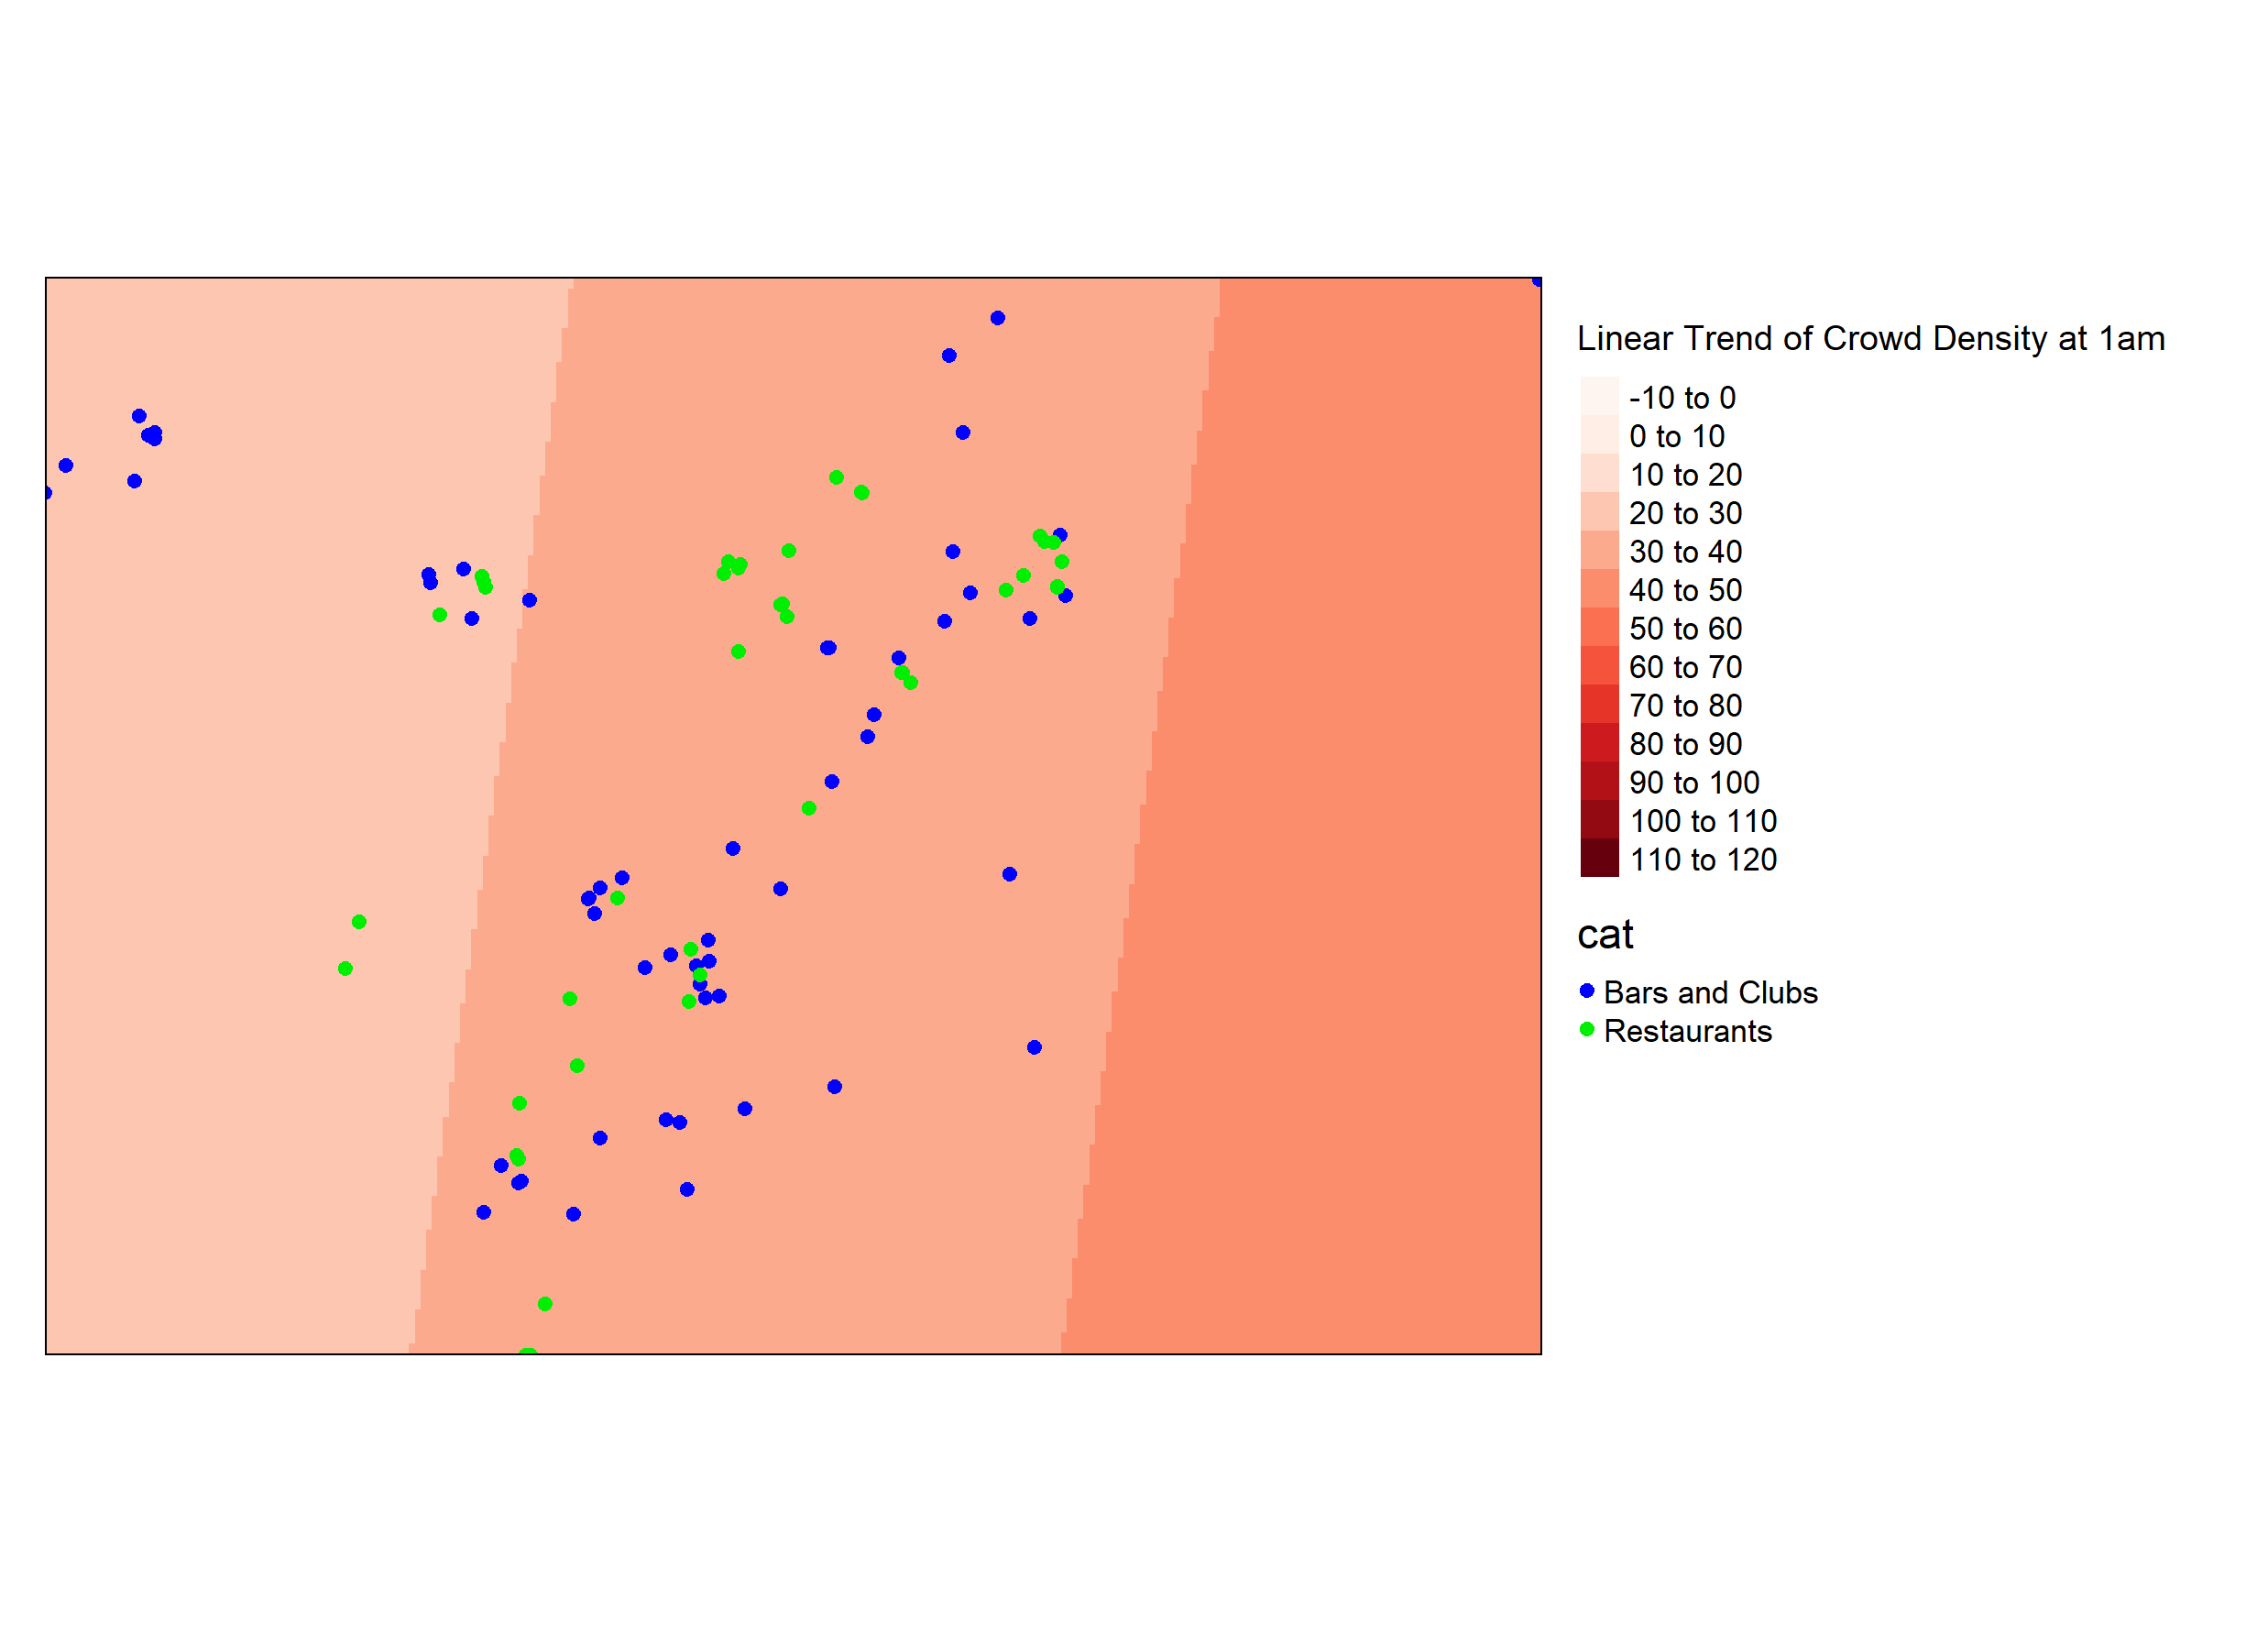 Linear Trend of Crowd Density at 1am
-10 to 0
0 to 10
10 to 20
20 to 30
30 to 40
40 to 50
50 to 60
60 to 70
70 to 80
80 to 90
90 to 100
100 to 110
110 to 120
cat
Bars and Clubs
Restaurants